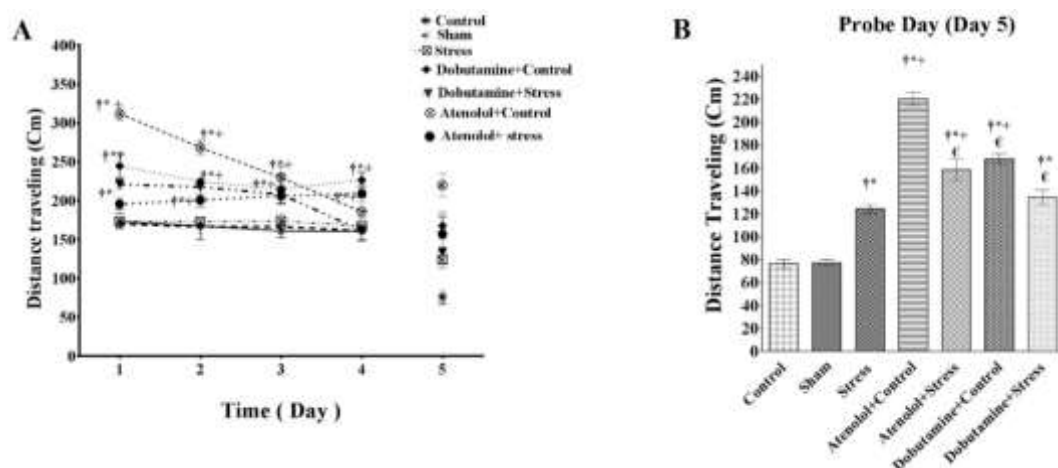 A
Distance traveling (Cm)
400
350
300
250
200
150
100
50
0
1 2 3 4 5
Time ( Day )
Control
Sham
Stress
Dobutamine+Control
Dobutamine+Stress
Atenolol+Control
Atenolol+ stress
†*+
†*+
†*+
†*
†*+
B
Probe Day (Day 5)
Distance Traveling (Cm)
240
220
200
180
160
140
120
100
80
60
40
20
0
†*
†*+
†*+
€
†*+
€
†*
€
Control
Sham
Stress
Atenolol+Control
Atenolol+Stress
Dobutamine+Control
Dobutamine+Stress